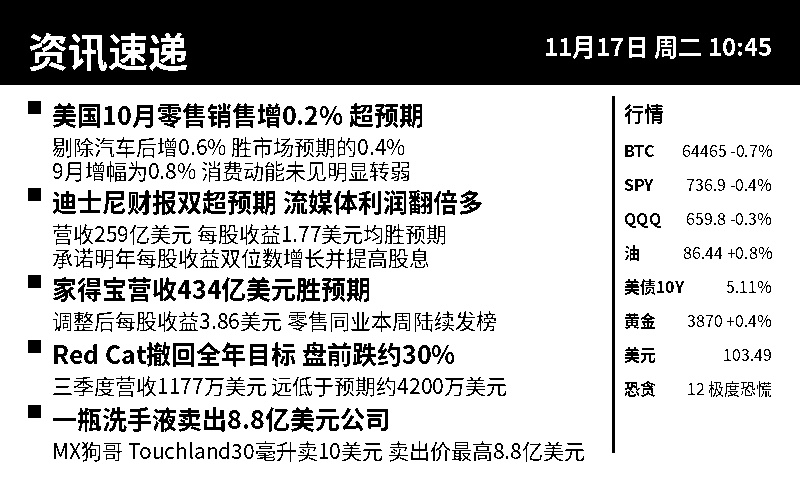 资讯速递
11月17日 周二 10:45
美国10月零售销售增0.2% 超预期
剔除汽车后增0.6% 胜市场预期的0.4%
9月增幅为0.8% 消费动能未见明显转弱
迪士尼财报双超预期 流媒体利润翻倍多
营收259亿美元 每股收益1.77美元均胜预期
承诺明年每股收益双位数增长并提高股息
家得宝营收434亿美元胜预期
调整后每股收益3.86美元 零售同业本周陆续发榜
Red Cat撤回全年目标 盘前跌约30%
三季度营收1177万美元 远低于预期约4200万美元
一瓶洗手液卖出8.8亿美元公司
MX狗哥 Touchland30毫升卖10美元 卖出价最高8.8亿美元
行情
BTC 64465 -0.7%
SPY 736.9 -0.4%
QQQ 659.8 -0.3%
油 86.44 +0.8%
美债10Y 5.11%
黄金 3870 +0.4%
美元 103.49
恐贪 12 极度恐慌